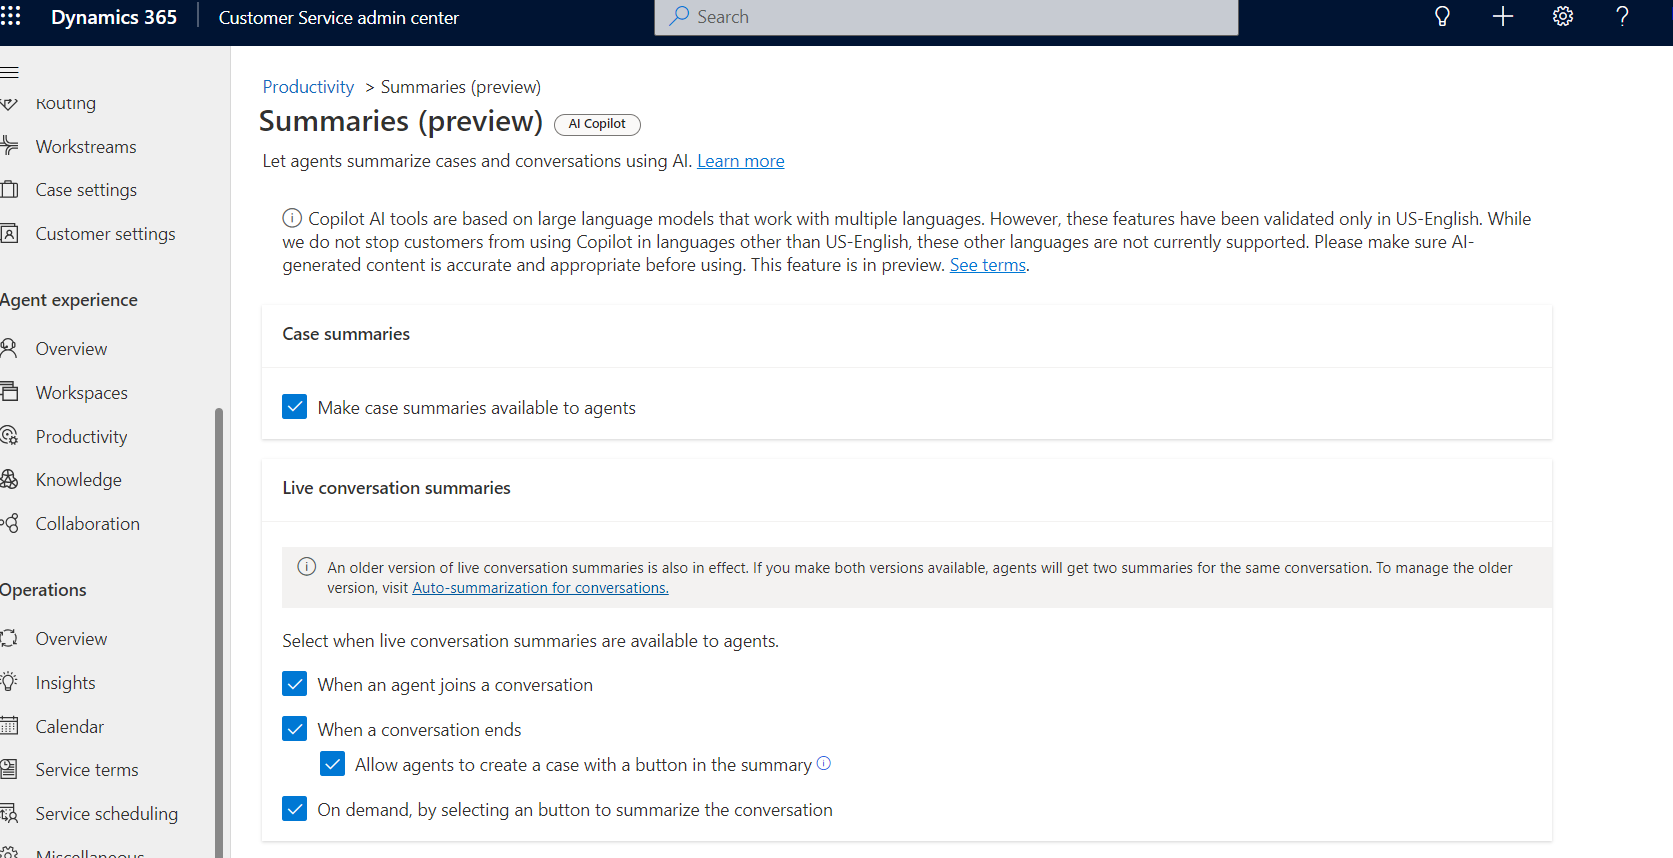 Dynamics 365
Customer Service admin center
Search
?
Routing
Workstreams
Case settings
Customer settings
Agent experience
Overview
Workspaces
Productivity
Knowledge
Collaboration
Operations
Overview
Insights
Calendar
Service terms
Service scheduling
Miscellaneous
Productivity > Summaries (preview)
Summaries (preview) AI Copilot
Let agents summarize cases and conversations using AI. Learn more
Copilot AI tools are based on large language models that work with multiple languages. However, these features have been validated only in US-English. While
we do not stop customers from using Copilot in languages other than US-English, these other languages are not currently supported. Please make sure AI-
generated content is accurate and appropriate before using. This feature is in preview. See terms.
Case summaries
Make case summaries available to agents
Live conversation summaries
An older version of live conversation summaries is also in effect. If you make both versions available, agents will get two summaries for the same conversation. To manage the older
version, visit Auto-summarization for conversations.
Select when live conversation summaries are available to agents.
When an agent joins a conversation
When a conversation ends
Allow agents to create a case with a button in the summary
On demand, by selecting an button to summarize the conversation